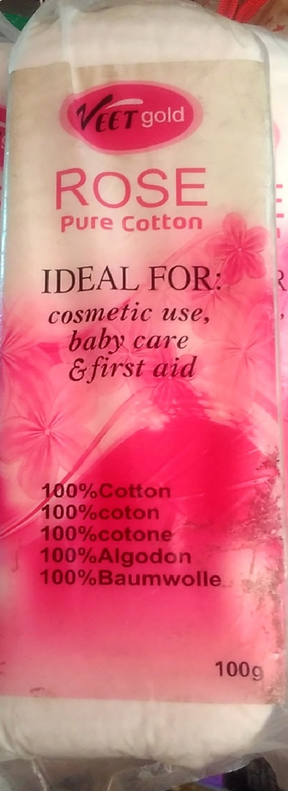 VEET gold
ROSE
Pure Cotton
IDEAL FOR:
cosmetic use,
baby care
& first aid
100%Cotton
100%coton
100%cotone
100%Algodon
100%Baumwolle
100g